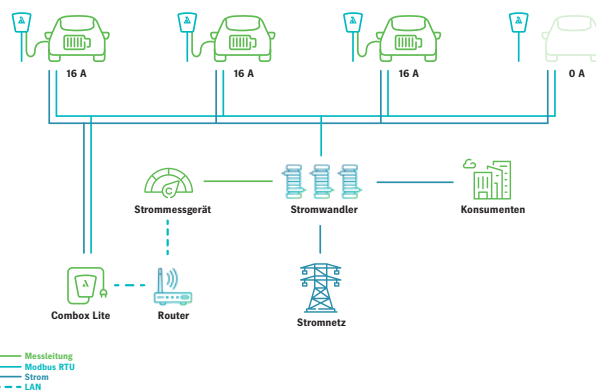 16 A
16 A
16 A
0 A
C
Strommessgerät
Stromwandler
Konsumenten
Combox Lite
Router
Stromnetz
Messleitung
Modbus RTU
Strom
LAN